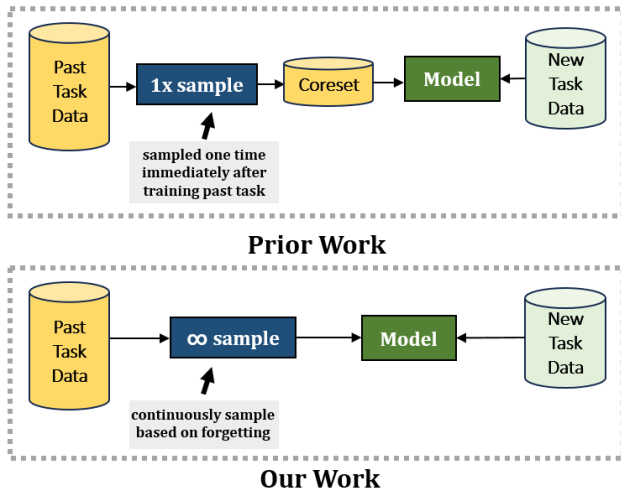 Past
Task
Data
1x sample
Coreset
Model
New
Task
Data
sampled one time
immediately after
training past task
Prior Work
Past
Task
Data
∞ sample
Model
New
Task
Data
continuously sample
based on forgetting
Our Work